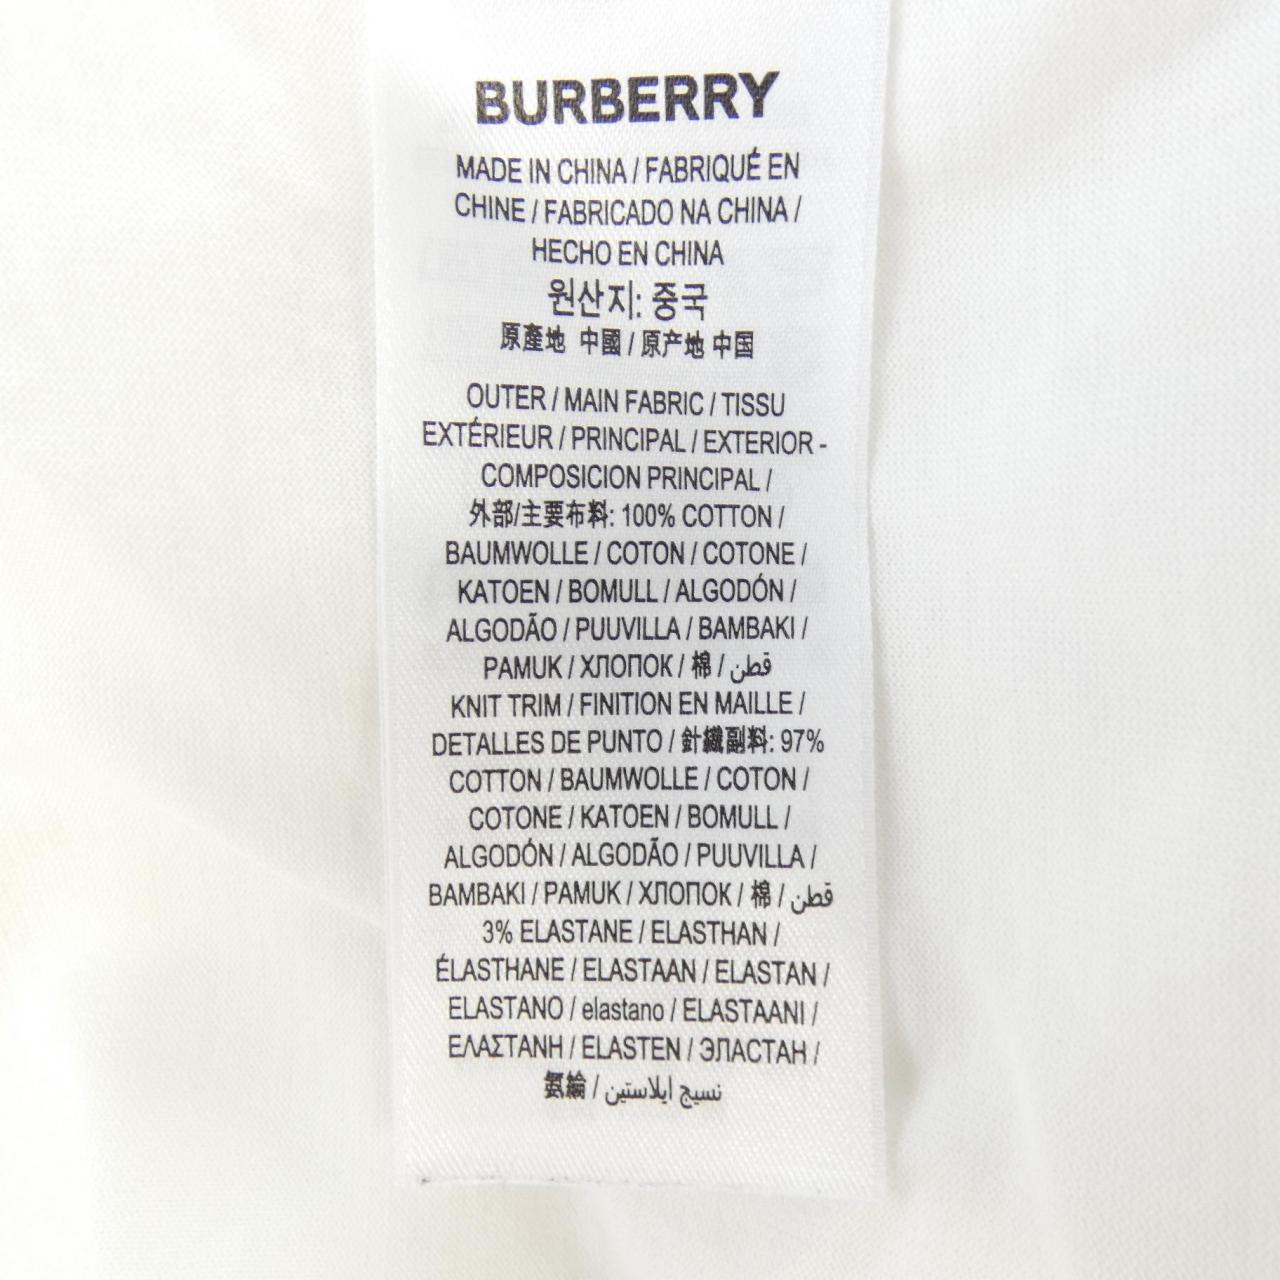 BURBERRY
MADE IN CHINA / FABRIQUÉ EN
CHINE / FABRICADO NA CHINA /
HECHO EN CHINA
원산지: 중국
原產地 中國 / 原产地 中国
OUTER / MAIN FABRIC / TISSU
EXTÉRIEUR / PRINCIPAL / EXTERIOR -
COMPOSICION PRINCIPAL /
外部/主要布料: 100% COTTON /
BAUMWOLLE / COTON / COTONE /
KATOEN / BOMULL / ALGODÓN /
ALGODÃO / PUUVILLA / BAMBAKI /
PAMUK / ХЛОПОК / 棉 / قطن
KNIT TRIM / FINITION EN MAILLE /
DETALLES DE PUNTO / 針織副料: 97%
COTTON / BAUMWOLLE / COTON /
COTONE / KATOEN / BOMULL /
ALGODÓN / ALGODÃO / PUUVILLA /
BAMBAKI / PAMUK / ХЛОПОК / 棉 / قطن
3% ELASTANE / ELASTHAN /
ÉLASTHANE / ELASTAAN / ELASTAN /
ELASTANO / elastano / ELASTAANI /
ΕΛΑΣΤΑΝΗ / ELASTEN / ЭЛАСТАН /
氨綸 / نسيج ايلاستين